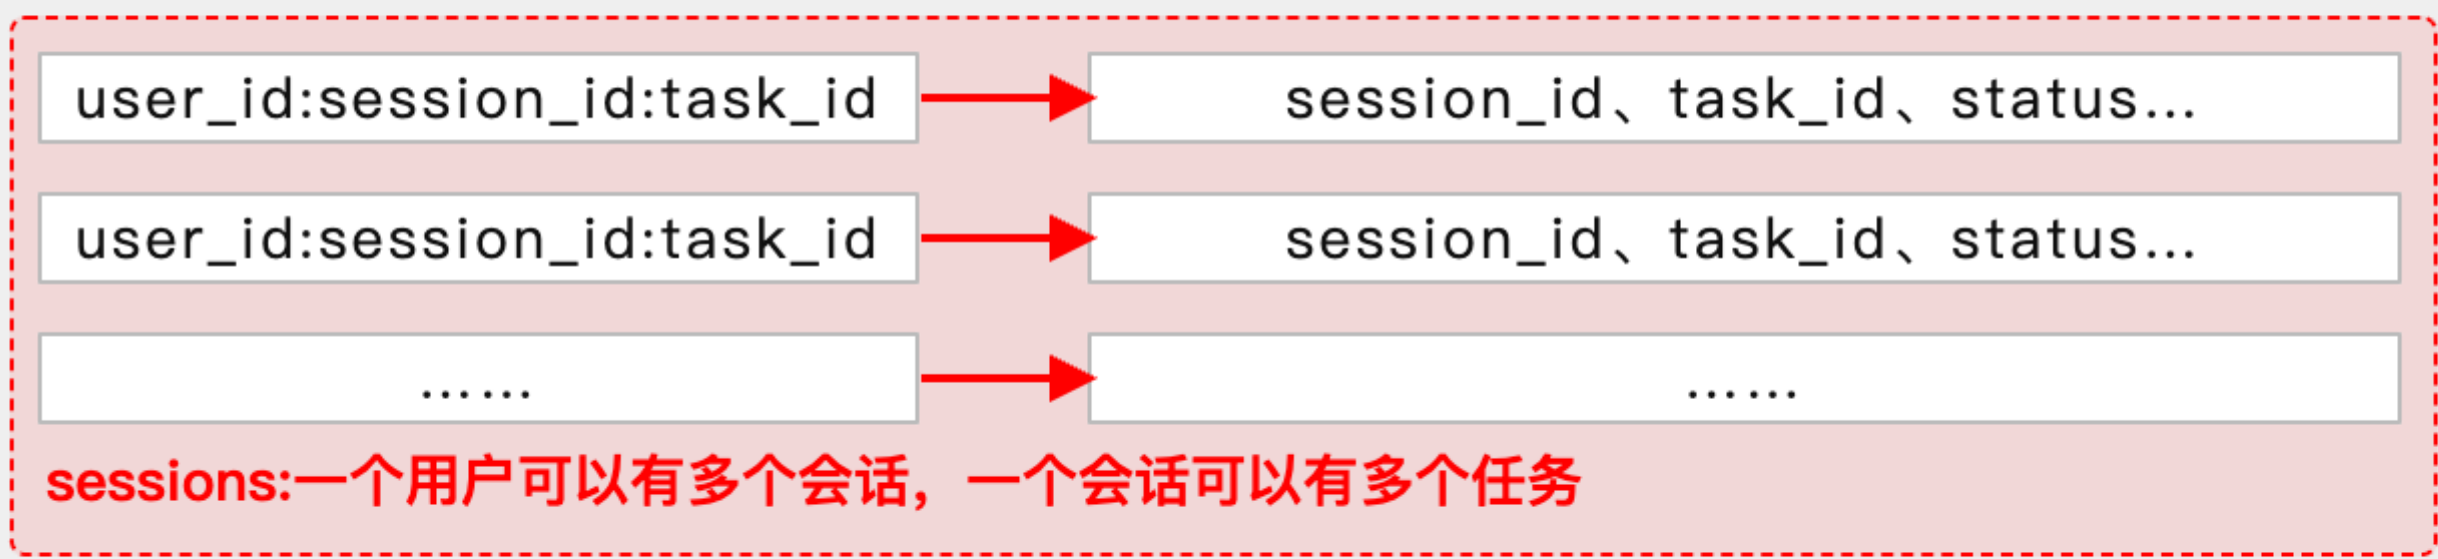 user_id:session_id:task_id
session_id、task_id、status...
user_id:session_id:task_id
session_id、task_id、status...
……
……
sessions:一个用户可以有多个会话，一个会话可以有多个任务